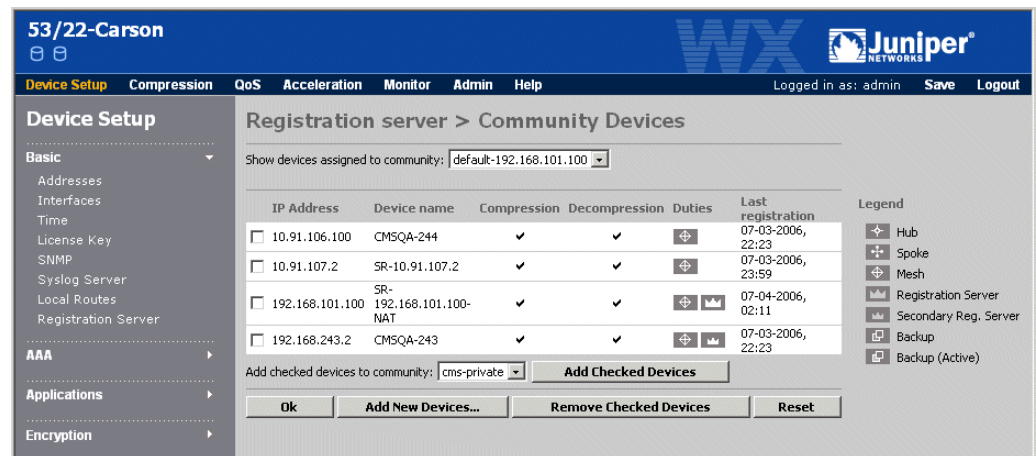 53/22-Carson
WX
Juniper®
NETWORKS
Device Setup Compression QoS Acceleration Monitor Admin Help Logged in as: admin Save Logout
Device Setup
Basic
Addresses
Interfaces
Time
License Key
SNMP
Syslog Server
Local Routes
Registration Server
AAA
Applications
Encryption
Registration server > Community Devices
Show devices assigned to community: default-192.168.101.100
IP Address Device name Compression Decompression Duties Last registration
10.91.106.100 CMSQA-244 07-03-2006, 22:23
10.91.107.2 SR-10.91.107.2 07-03-2006, 23:59
192.168.101.100 SR-192.168.101.100-NAT 07-04-2006, 02:11
192.168.243.2 CMSQA-243 07-03-2006, 22:23
Add checked devices to community: cms-private Add Checked Devices
Ok Add New Devices... Remove Checked Devices Reset
Legend
Hub
Spoke
Mesh
Registration Server
Secondary Reg. Server
Backup
Backup (Active)